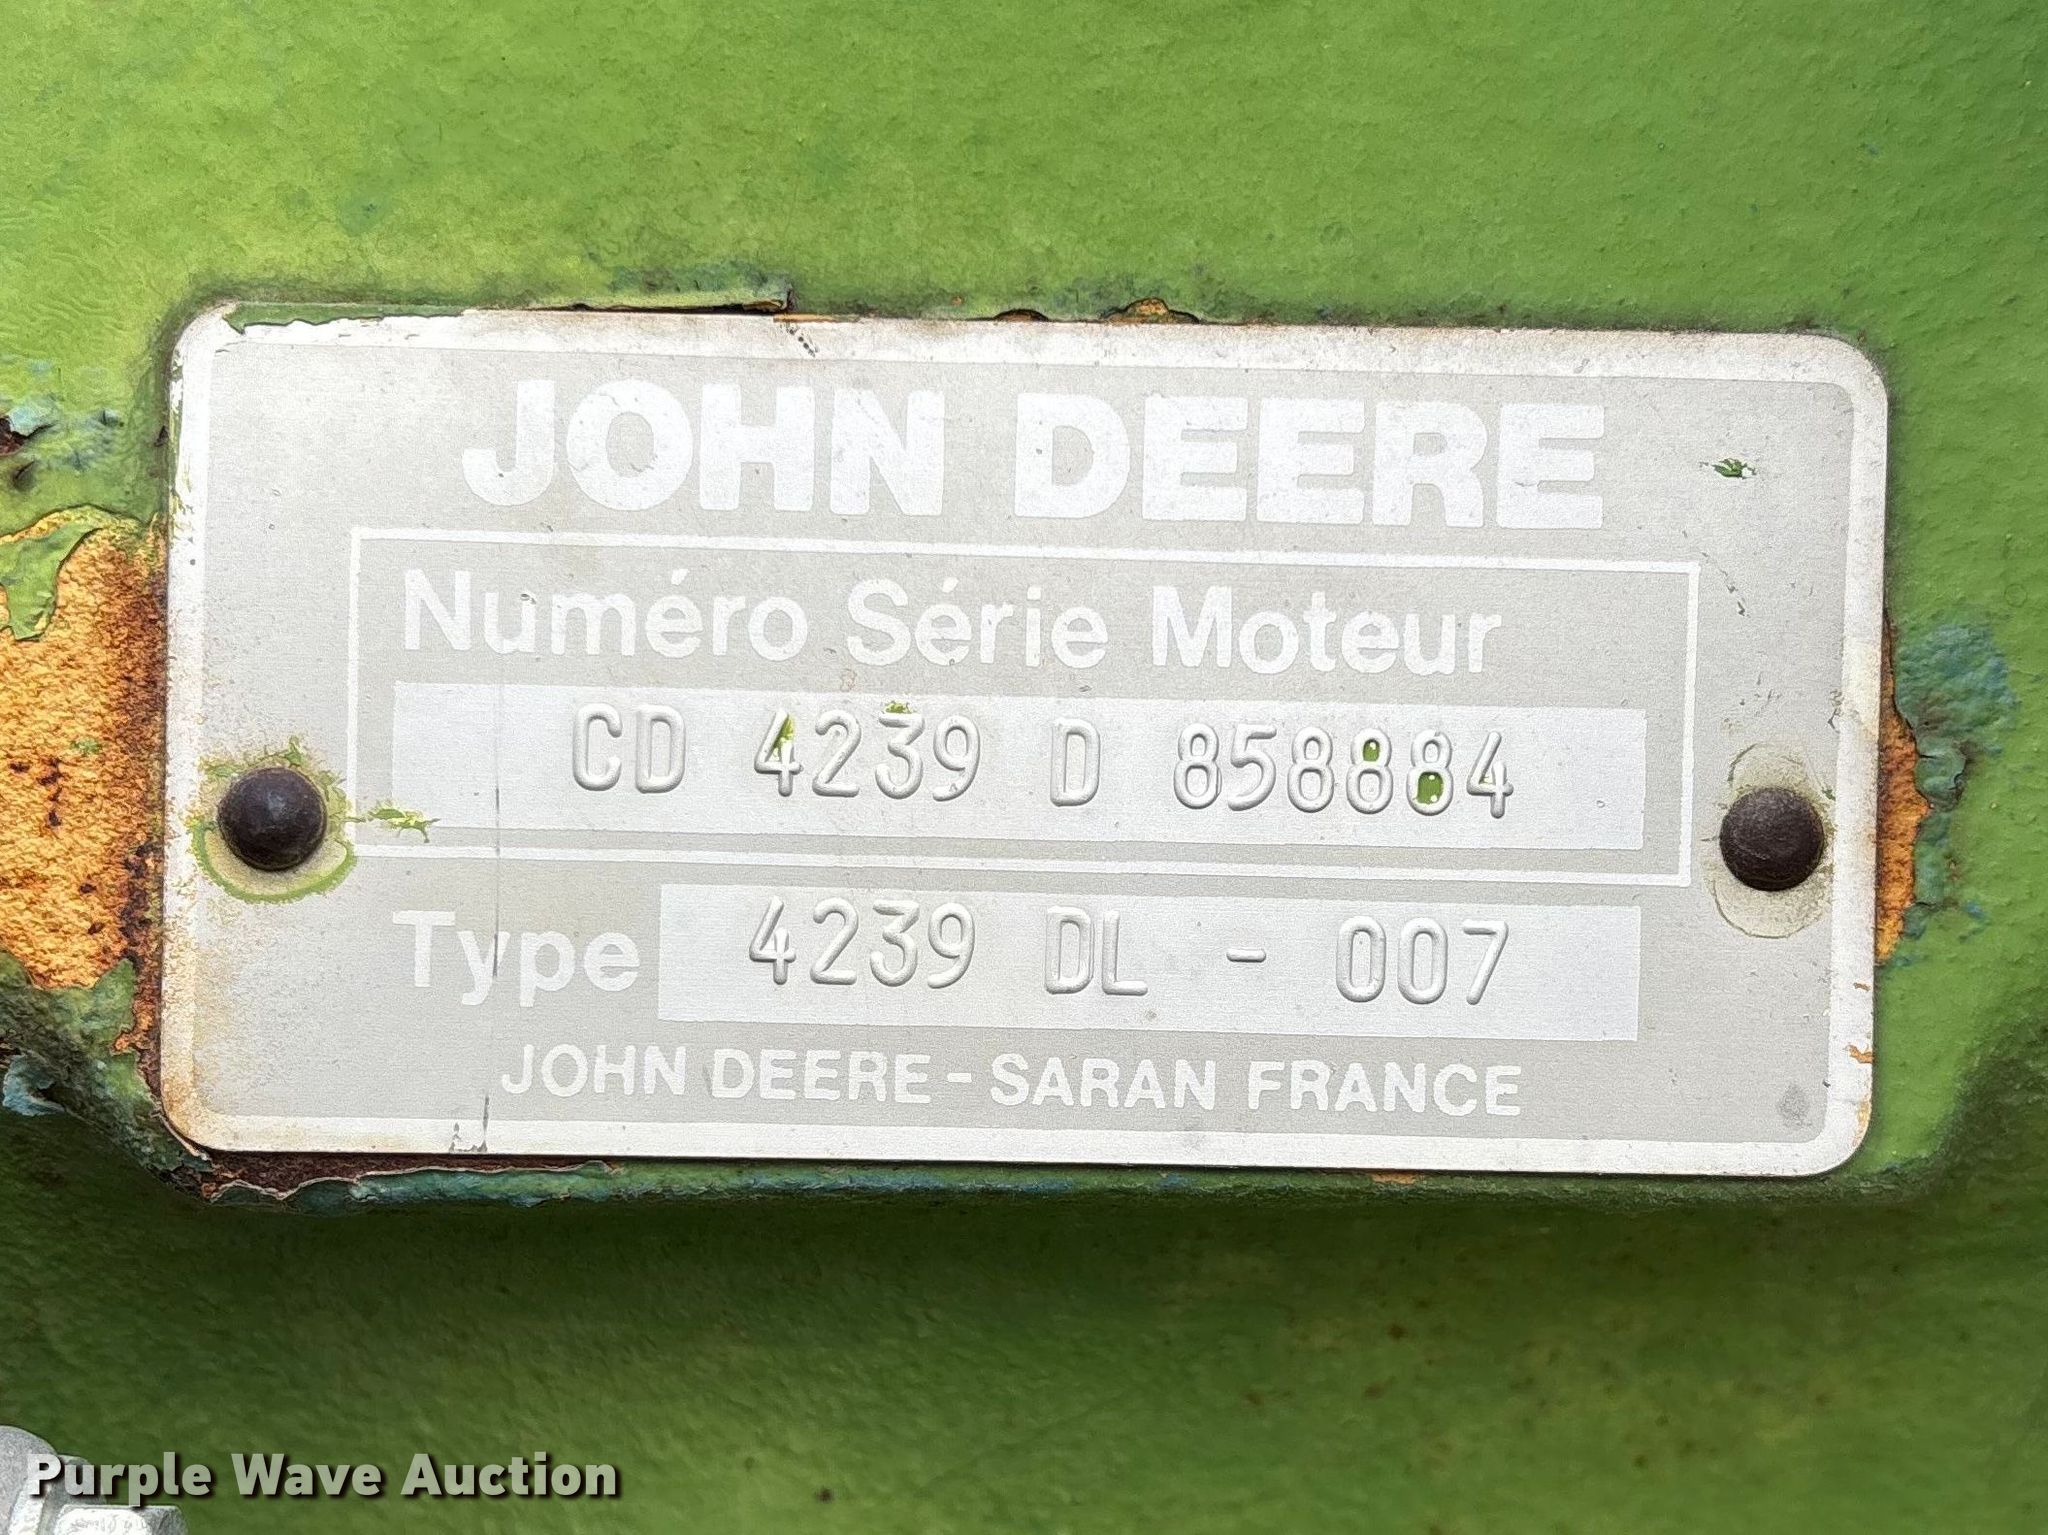 JOHN DEERE
Numéro Série Moteur
CD 4239 D 858884
Type 4239 DL - 007
JOHN DEERE - SARAN FRANCE
Purple Wave Auction